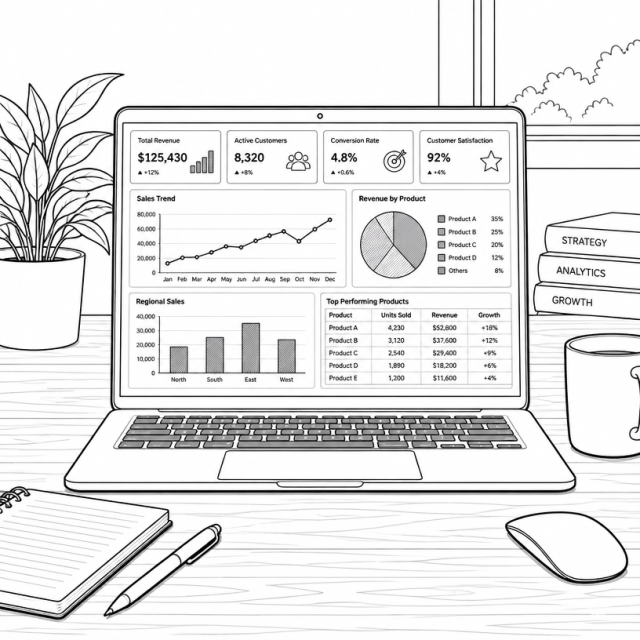 Total Revenue
$125,430
▲ +12%
Active Customers
8,320
▲ +8%
Conversion Rate
4.8%
▲ +0.6%
Customer Satisfaction
92%
▲ +4%
Sales Trend
80,000
60,000
40,000
20,000
0
Jan Feb Mar Apr May Jun Jul Aug Sep Oct Nov Dec
Revenue by Product
Product A 35%
Product B 25%
Product C 20%
Product D 12%
Others 8%
Regional Sales
40,000
30,000
20,000
10,000
0
North South East West
Top Performing Products
Product Units Sold Revenue Growth
Product A 4,230 $52,800 +18%
Product B 3,120 $37,600 +12%
Product C 2,540 $29,400 +9%
Product D 1,890 $18,200 +6%
Product E 1,200 $11,600 +4%
STRATEGY
ANALYTICS
GROWTH